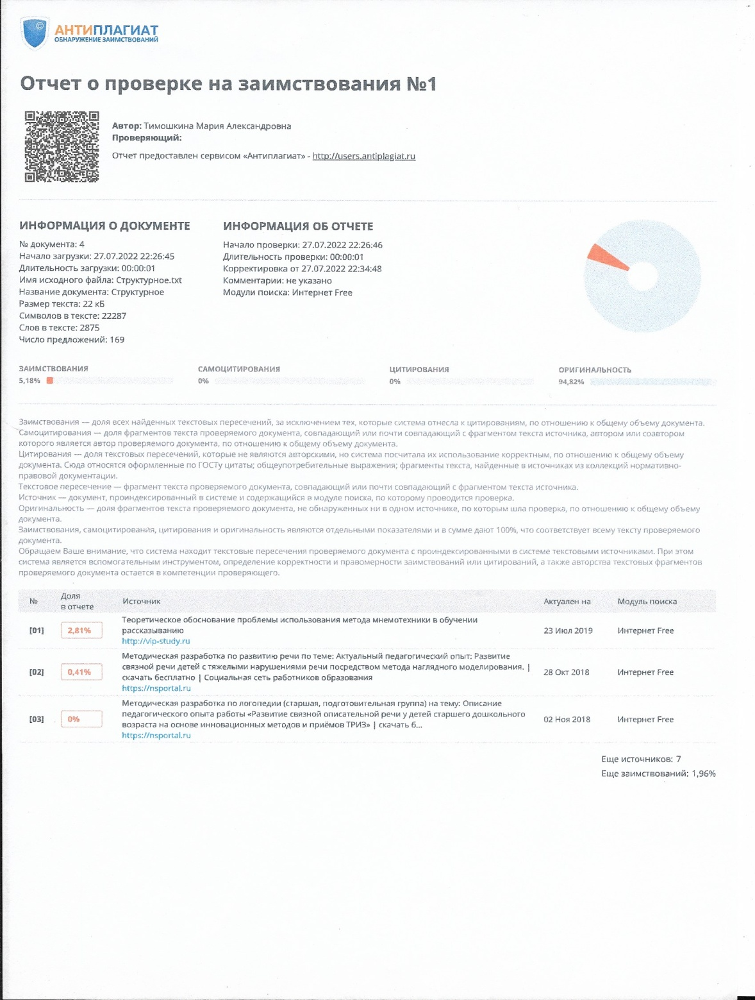 АНТИПЛАГИАТ
ОБНАРУЖЕНИЕ ЗАИМСТВОВАНИЙ
Отчет о проверке на заимствования №1
Автор: Тимошкина Мария Александровна
Проверяющий:
Отчет предоставлен сервисом «Антиплагиат» - http://users.antiplagiat.ru
ИНФОРМАЦИЯ О ДОКУМЕНТЕ
№ документа: 4
Начало загрузки: 27.07.2022 22:26:45
Длительность загрузки: 00:00:01
Имя исходного файла: Структурное.txt
Название документа: Структурное
Размер текста: 22 кБ
Символов в тексте: 22287
Слов в тексте: 2875
Число предложений: 169
ИНФОРМАЦИЯ ОБ ОТЧЕТЕ
Начало проверки: 27.07.2022 22:26:46
Длительность проверки: 00:00:01
Корректировка от 27.07.2022 22:34:48
Комментарии: не указано
Модули поиска: Интернет Free
ЗАИМСТВОВАНИЯ
5,18%
САМОЦИТИРОВАНИЯ
0%
ЦИТИРОВАНИЯ
0%
ОРИГИНАЛЬНОСТЬ
94,82%
Заимствования — доля всех найденных текстовых пересечений, за исключением тех, которые система отнесла к цитированиям, по отношению к общему объему документа.
Самоцитирования — доля фрагментов текста проверяемого документа, совпадающий или почти совпадающий с фрагментом текста источника, автором или соавтором
которого является автор проверяемого документа, по отношению к общему объему документа.
Цитирования — доля текстовых пересечений, которые не являются авторскими, но система посчитала их использование корректным, по отношению к общему объему
документа. Сюда относятся оформленные по ГОСТу цитаты; общеупотребительные выражения; фрагменты текста, найденные в источниках из коллекций нормативно-
правовой документации.
Текстовое пересечение — фрагмент текста проверяемого документа, совпадающий или почти совпадающий с фрагментом текста источника.
Источник — документ, проиндексированный в системе и содержащийся в модуле поиска, по которому проводится проверка.
Оригинальность — доля фрагментов текста проверяемого документа, не обнаруженных ни в одном источнике, по которым шла проверка, по отношению к общему объему
документа.
Заимствования, самоцитирования, цитирования и оригинальность являются отдельными показателями и в сумме дают 100%, что соответствует всему тексту проверяемого
документа.
Обращаем Ваше внимание, что система находит текстовые пересечения проверяемого документа с проиндексированными в системе текстовыми источниками. При этом
система является вспомогательным инструментом, определение корректности и правомерности заимствований или цитирований, а также авторства текстовых фрагментов
проверяемого документа остается в компетенции проверяющего.
№ Доля в отчете Источник Актуален на Модуль поиска
[01] 2,81% Теоретическое обоснование проблемы использования метода мнемотехники в обучении
рассказыванию 23 Июл 2019 Интернет Free
http://vip-study.ru
Методическая разработка по развитию речи по теме: Актуальный педагогический опыт: Развитие
[02] 0,41% связной речи детей с тяжелыми нарушениями речи посредством метода наглядного моделирования. | 28 Окт 2018 Интернет Free
скачать бесплатно | Социальная сеть работников образования
https://nsportal.ru
Методическая разработка по логопедии (старшая, подготовительная группа) на тему: Описание
[03] 0% педагогического опыта работы «Развитие связной описательной речи у детей старшего дошкольного 02 Ноя 2018 Интернет Free
возраста на основе инновационных методов и приёмов ТРИЗ» | скачать б...
https://nsportal.ru
Еще источников: 7
Еще заимствований: 1,96%